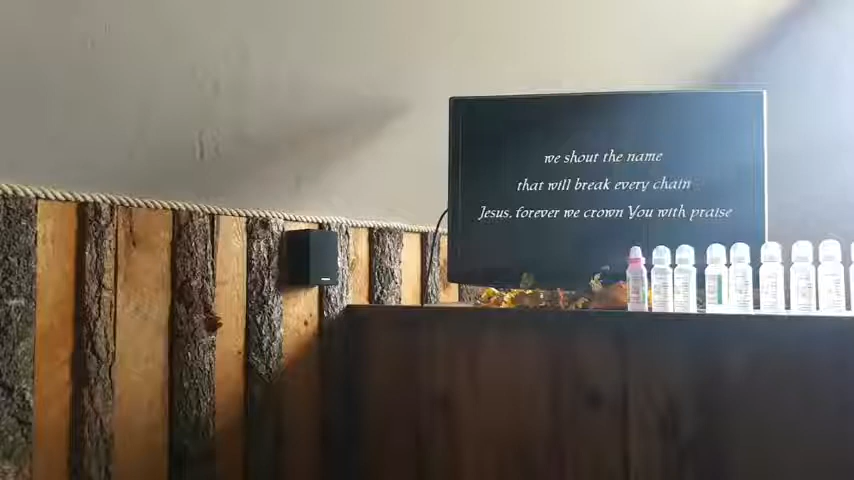 we shout the name
that will break every chain
Jesus, forever we crown You with praise